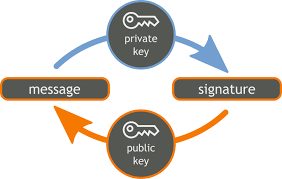 private
key
message
signature
public
key